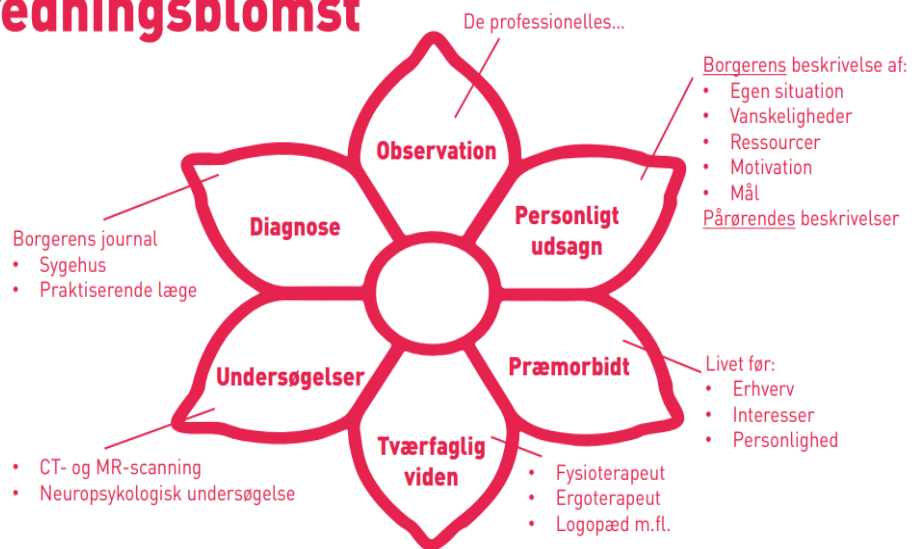 edningsblomst
De professionelles...
Observation
Borgerens beskrivelse af:
• Egen situation
• Vanskeligheder
• Ressourcer
• Motivation
• Mål
Pårørendes beskrivelser
Personligt
udsagn
Diagnose
Borgerens journal
• Sygehus
• Praktiserende læge
Undersøgelser
• CT- og MR-scanning
• Neuropsykologisk undersøgelse
Præmorbidt
Livet før:
• Erhverv
• Interesser
• Personlighed
Tværfaglig
viden
• Fysioterapeut
• Ergoterapeut
• Logopæd m.fl.